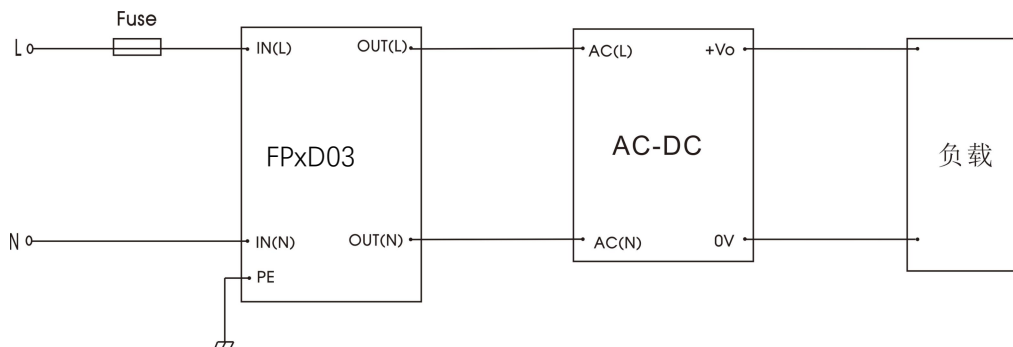 Fuse
L
IN(L)
OUT(L)
AC(L)
+Vo
FPxD03
AC-DC
负载
N
IN(N)
OUT(N)
AC(N)
0V
PE